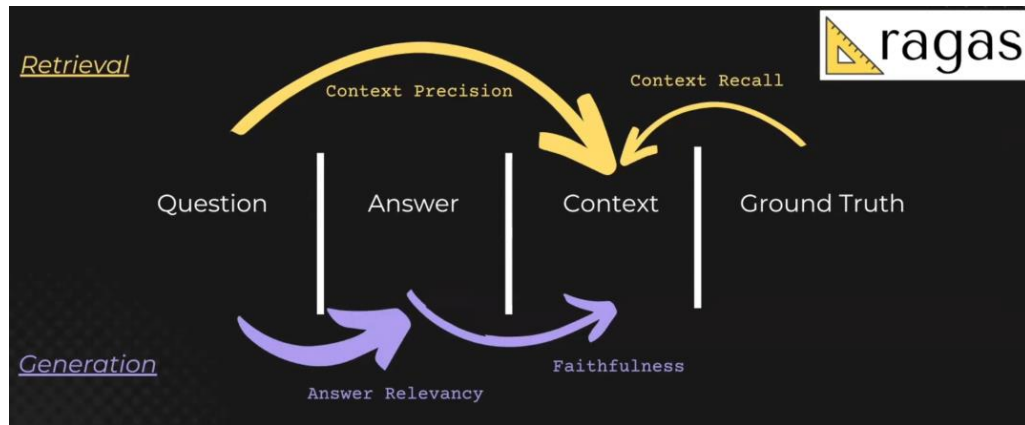 ragas
Retrieval
Context Precision
Context Recall
Question
Answer
Context
Ground Truth
Generation
Faithfulness
Answer Relevancy